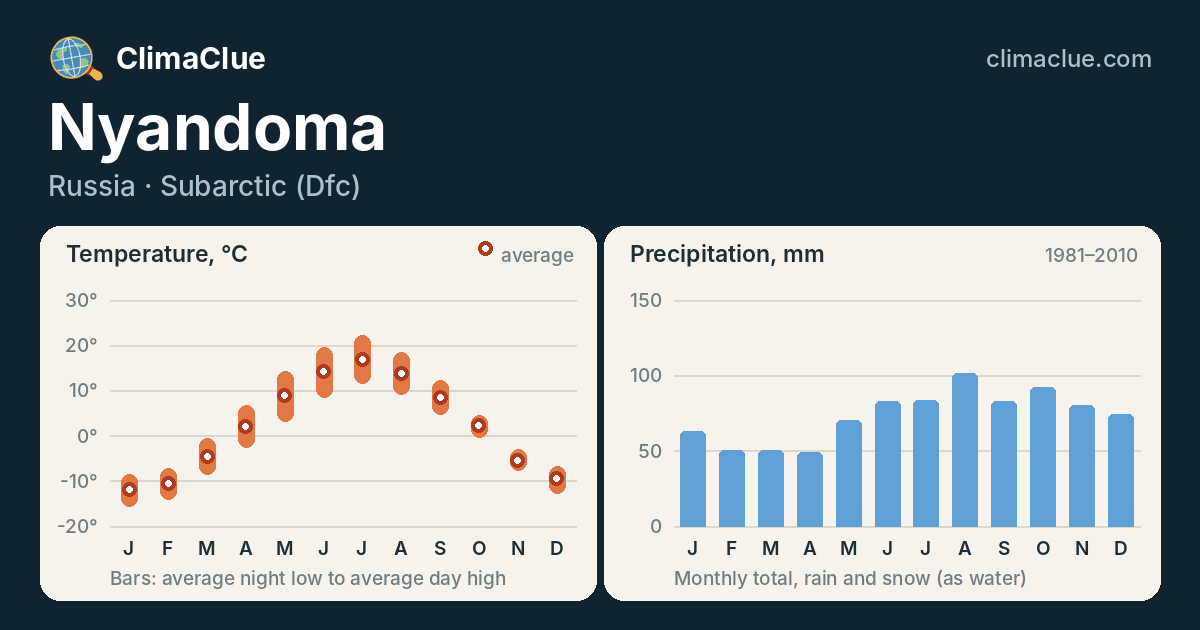 ClimaClue
climaclue.com
Nyandoma
Russia · Subarctic (Dfc)
Temperature, °C
average
30°
20°
10°
0°
-10°
-20°
J F M A M J J A S O N D
Bars: average night low to average day high
Precipitation, mm
1981–2010
150
100
50
0
J F M A M J J A S O N D
Monthly total, rain and snow (as water)